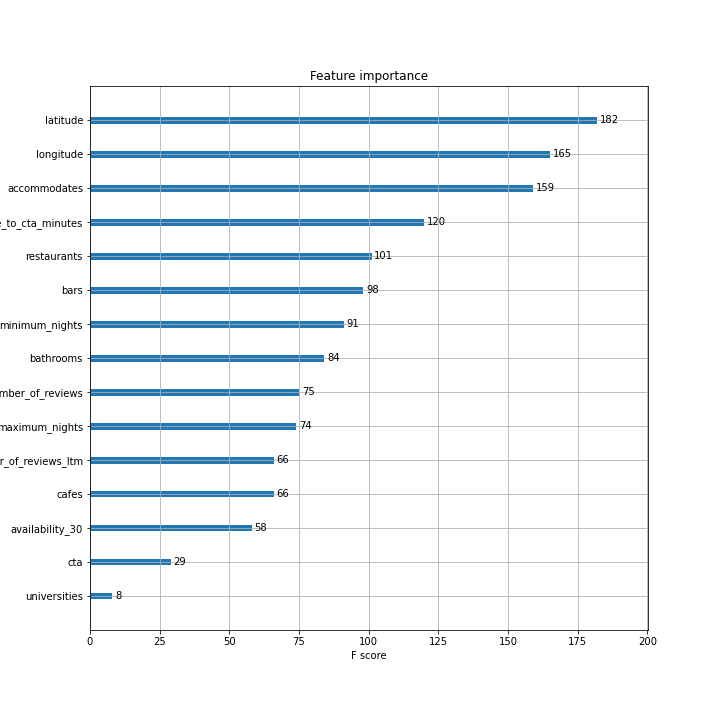 Feature importance
latitude 182
longitude 165
accommodates 159
e_to_cta_minutes 120
restaurants 101
bars 98
minimum_nights 91
bathrooms 84
mber_of_reviews 75
maximum_nights 74
r_of_reviews_ltm 66
cafes 66
availability_30 58
cta 29
universities 8
0 25 50 75 100 125 150 175 200
F score